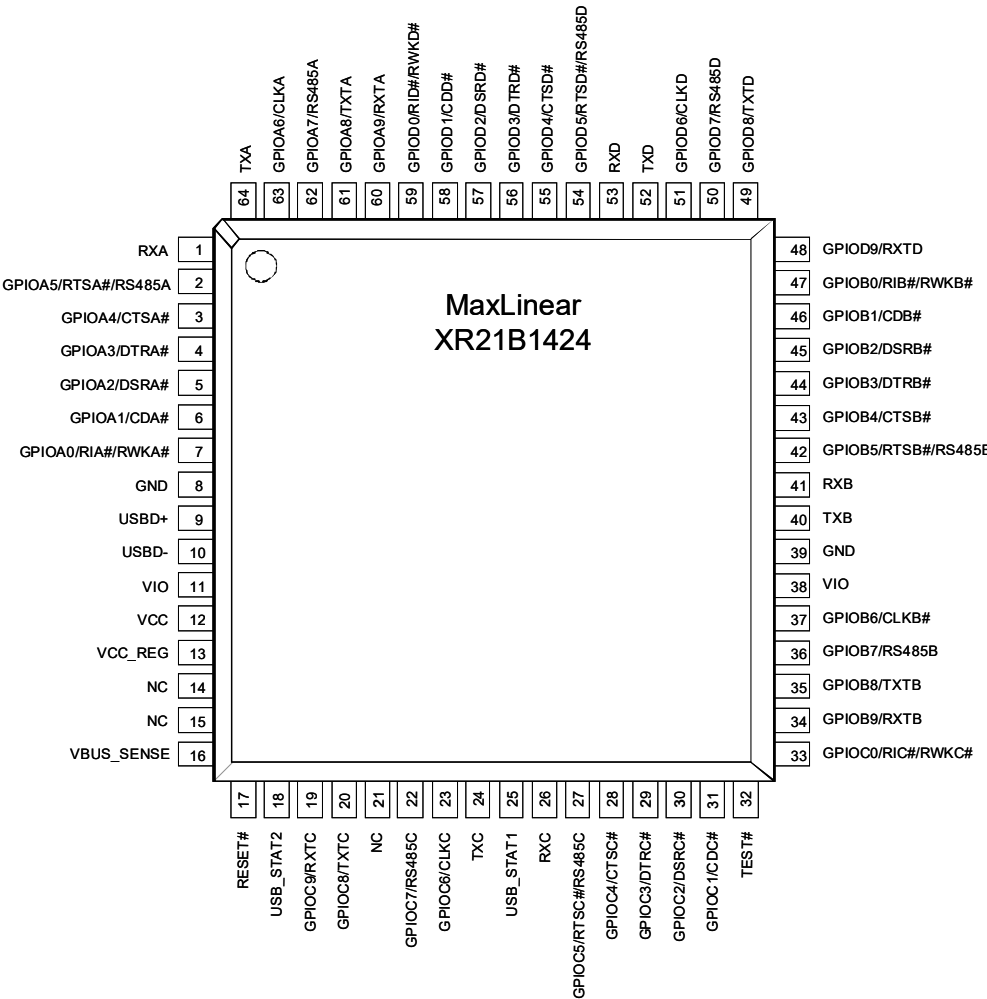 TXA
GPIOA6/CLKA
GPIOA7/RS485A
GPIOA8/TXTA
GPIOA9/RXTA
GPIOD0/RID#/RWKD#
GPIOD1/CDD#
GPIOD2/DSRD#
GPIOD3/DTRD#
GPIOD4/CTSD#
GPIOD5/RTSD#/RS485D
RXD
TXD
GPIOD6/CLKD
GPIOD7/RS485D
GPIOD8/TXTD
64 63 62 61 60 59 58 57 56 55 54 53 52 51 50 49
MaxLinear
XR21B1424
RXA 1
GPIOA5/RTSA#/RS485A 2
GPIOA4/CTSA# 3
GPIOA3/DTRA# 4
GPIOA2/DSRA# 5
GPIOA1/CDA# 6
GPIOA0/RIA#/RWKA# 7
GND 8
USBD+ 9
USBD- 10
VIO 11
VCC 12
VCC_REG 13
NC 14
NC 15
VBUS_SENSE 16
48 GPIOD9/RXTD
47 GPIOB0/RIB#/RWKB#
46 GPIOB1/CDB#
45 GPIOB2/DSRB#
44 GPIOB3/DTRB#
43 GPIOB4/CTSB#
42 GPIOB5/RTSB#/RS485B
41 RXB
40 TXB
39 GND
38 VIO
37 GPIOB6/CLKB#
36 GPIOB7/RS485B
35 GPIOB8/TXTB
34 GPIOB9/RXTB
33 GPIOC0/RIC#/RWKC#
17 18 19 20 21 22 23 24 25 26 27 28 29 30 31 32
RESET#
USB_STAT2
GPIOC9/RXTC
GPIOC8/TXTC
NC
GPIOC7/RS485C
GPIOC6/CLKC
TXC
USB_STAT1
RXC
GPIOC5/RTSC#/RS485C
GPIOC4/CTSC#
GPIOC3/DTRC#
GPIOC2/DSRC#
GPIOC1/CDC#
TEST#